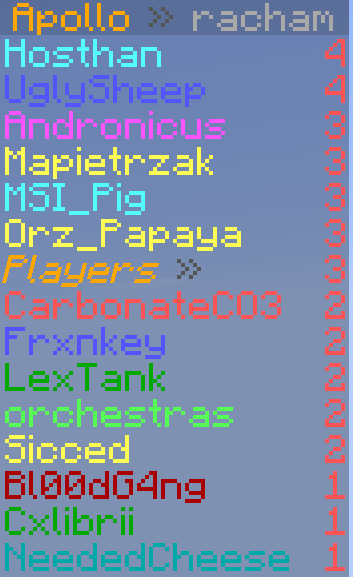 Apollo » racham
Hosthan 4
UglySheep 4
Andronicus 3
Mapietrzak 3
MSI_Pig 3
Orz_Papaya 3
Players » 3
CarbonateCO3 2
Frxnkey 2
LexTank 2
orchestras 2
Sicced 2
Bl00dG4ng 1
Cxlibrii 1
NeededCheese 1